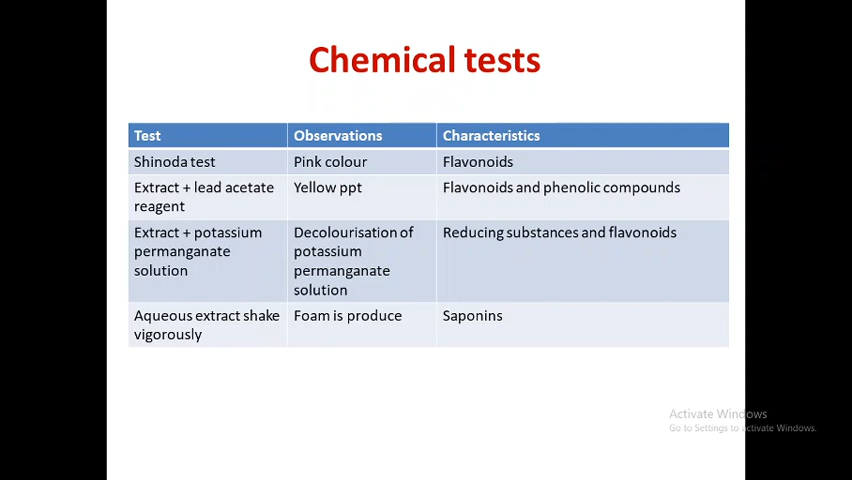 Chemical tests
Test Observations Characteristics
Shinoda test Pink colour Flavonoids
Extract + lead acetate Yellow ppt Flavonoids and phenolic compounds
reagent
Extract + potassium Decolourisation of Reducing substances and flavonoids
permanganate potassium
solution permanganate
solution
Aqueous extract shake Foam is produce Saponins
vigorously
Activate Windows
Go to Settings to activate Windows.